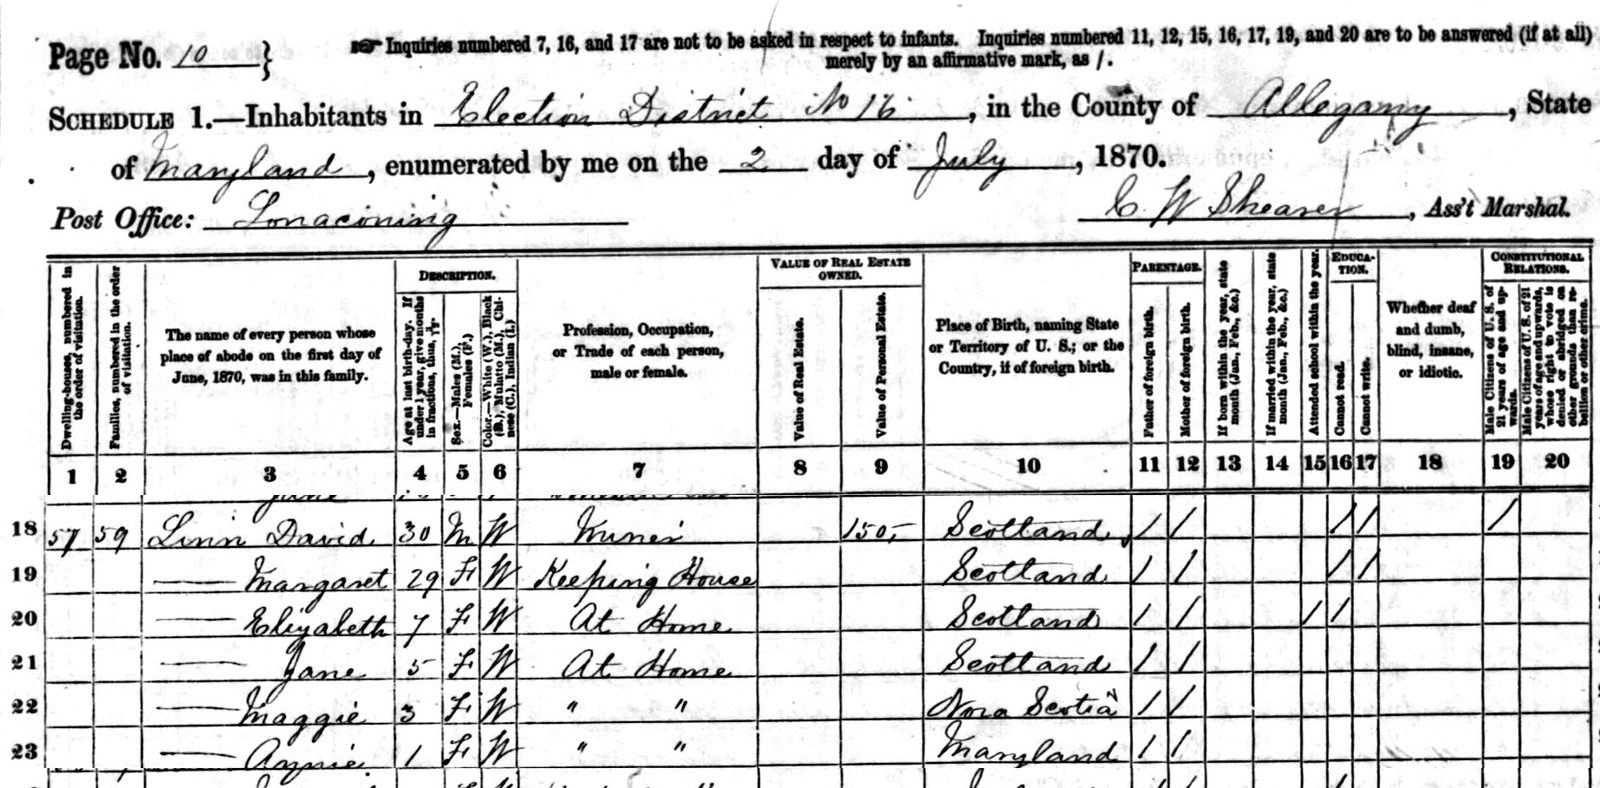 Page No. 10 } ☞ Inquiries numbered 7, 16, and 17 are not to be asked in respect to infants. Inquiries numbered 11, 12, 15, 16, 17, 19, and 20 are to be answered (if at all)
merely by an affirmative mark, as /.
SCHEDULE 1.—Inhabitants in Election District No 16, in the County of Allegany, State
of Maryland, enumerated by me on the 2 day of July, 1870.
Post Office: Lonaconing C. W Shearer, Ass't Marshal.
Dwelling-houses, numbered in the order of visitation.
Families, numbered in the order of visitation.
The name of every person whose place of abode on the first day of June, 1870, was in this family.
DESCRIPTION.
Age at last birth-day. If under 1 year, give months in fractions, thus, 3/12.
Sex.—Males (M.), Females (F.)
Color.—White (W.), Black (B.), Mulatto (M.), Chinese (C.), Indian (I.)
Profession, Occupation, or Trade of each person, male or female.
VALUE OF REAL ESTATE OWNED.
Value of Real Estate.
Value of Personal Estate.
Place of Birth, naming State or Territory of U. S.; or the Country, if of foreign birth.
PARENTAGE.
Father of foreign birth.
Mother of foreign birth.
If born within the year, state month (Jan., Feb., &c.)
If married within the year, state month (Jan., Feb., &c.)
Attended school within the year.
EDUCATION.
Cannot read.
Cannot write.
Whether deaf and dumb, blind, insane, or idiotic.
CONSTITUTIONAL RELATIONS.
Male Citizens of U. S. of 21 years of age and upwards.
Male Citizens of U. S. of 21 years of age and upwards, whose right to vote is denied or abridged on other grounds than rebellion or other crime.
1 2 3 4 5 6 7 8 9 10 11 12 13 14 15 16 17 18 19 20
18 57 59 Linn David 30 M W Miner 150,- Scotland / / / / /
19 — Margaret 29 F W Keeping House Scotland / / / /
20 — Elizabeth 7 F W At Home Scotland / / / /
21 — Jane 5 F W At Home Scotland / /
22 — Maggie 3 F W " " Nova Scotia / /
23 — Annie 1 F W " " Maryland / /